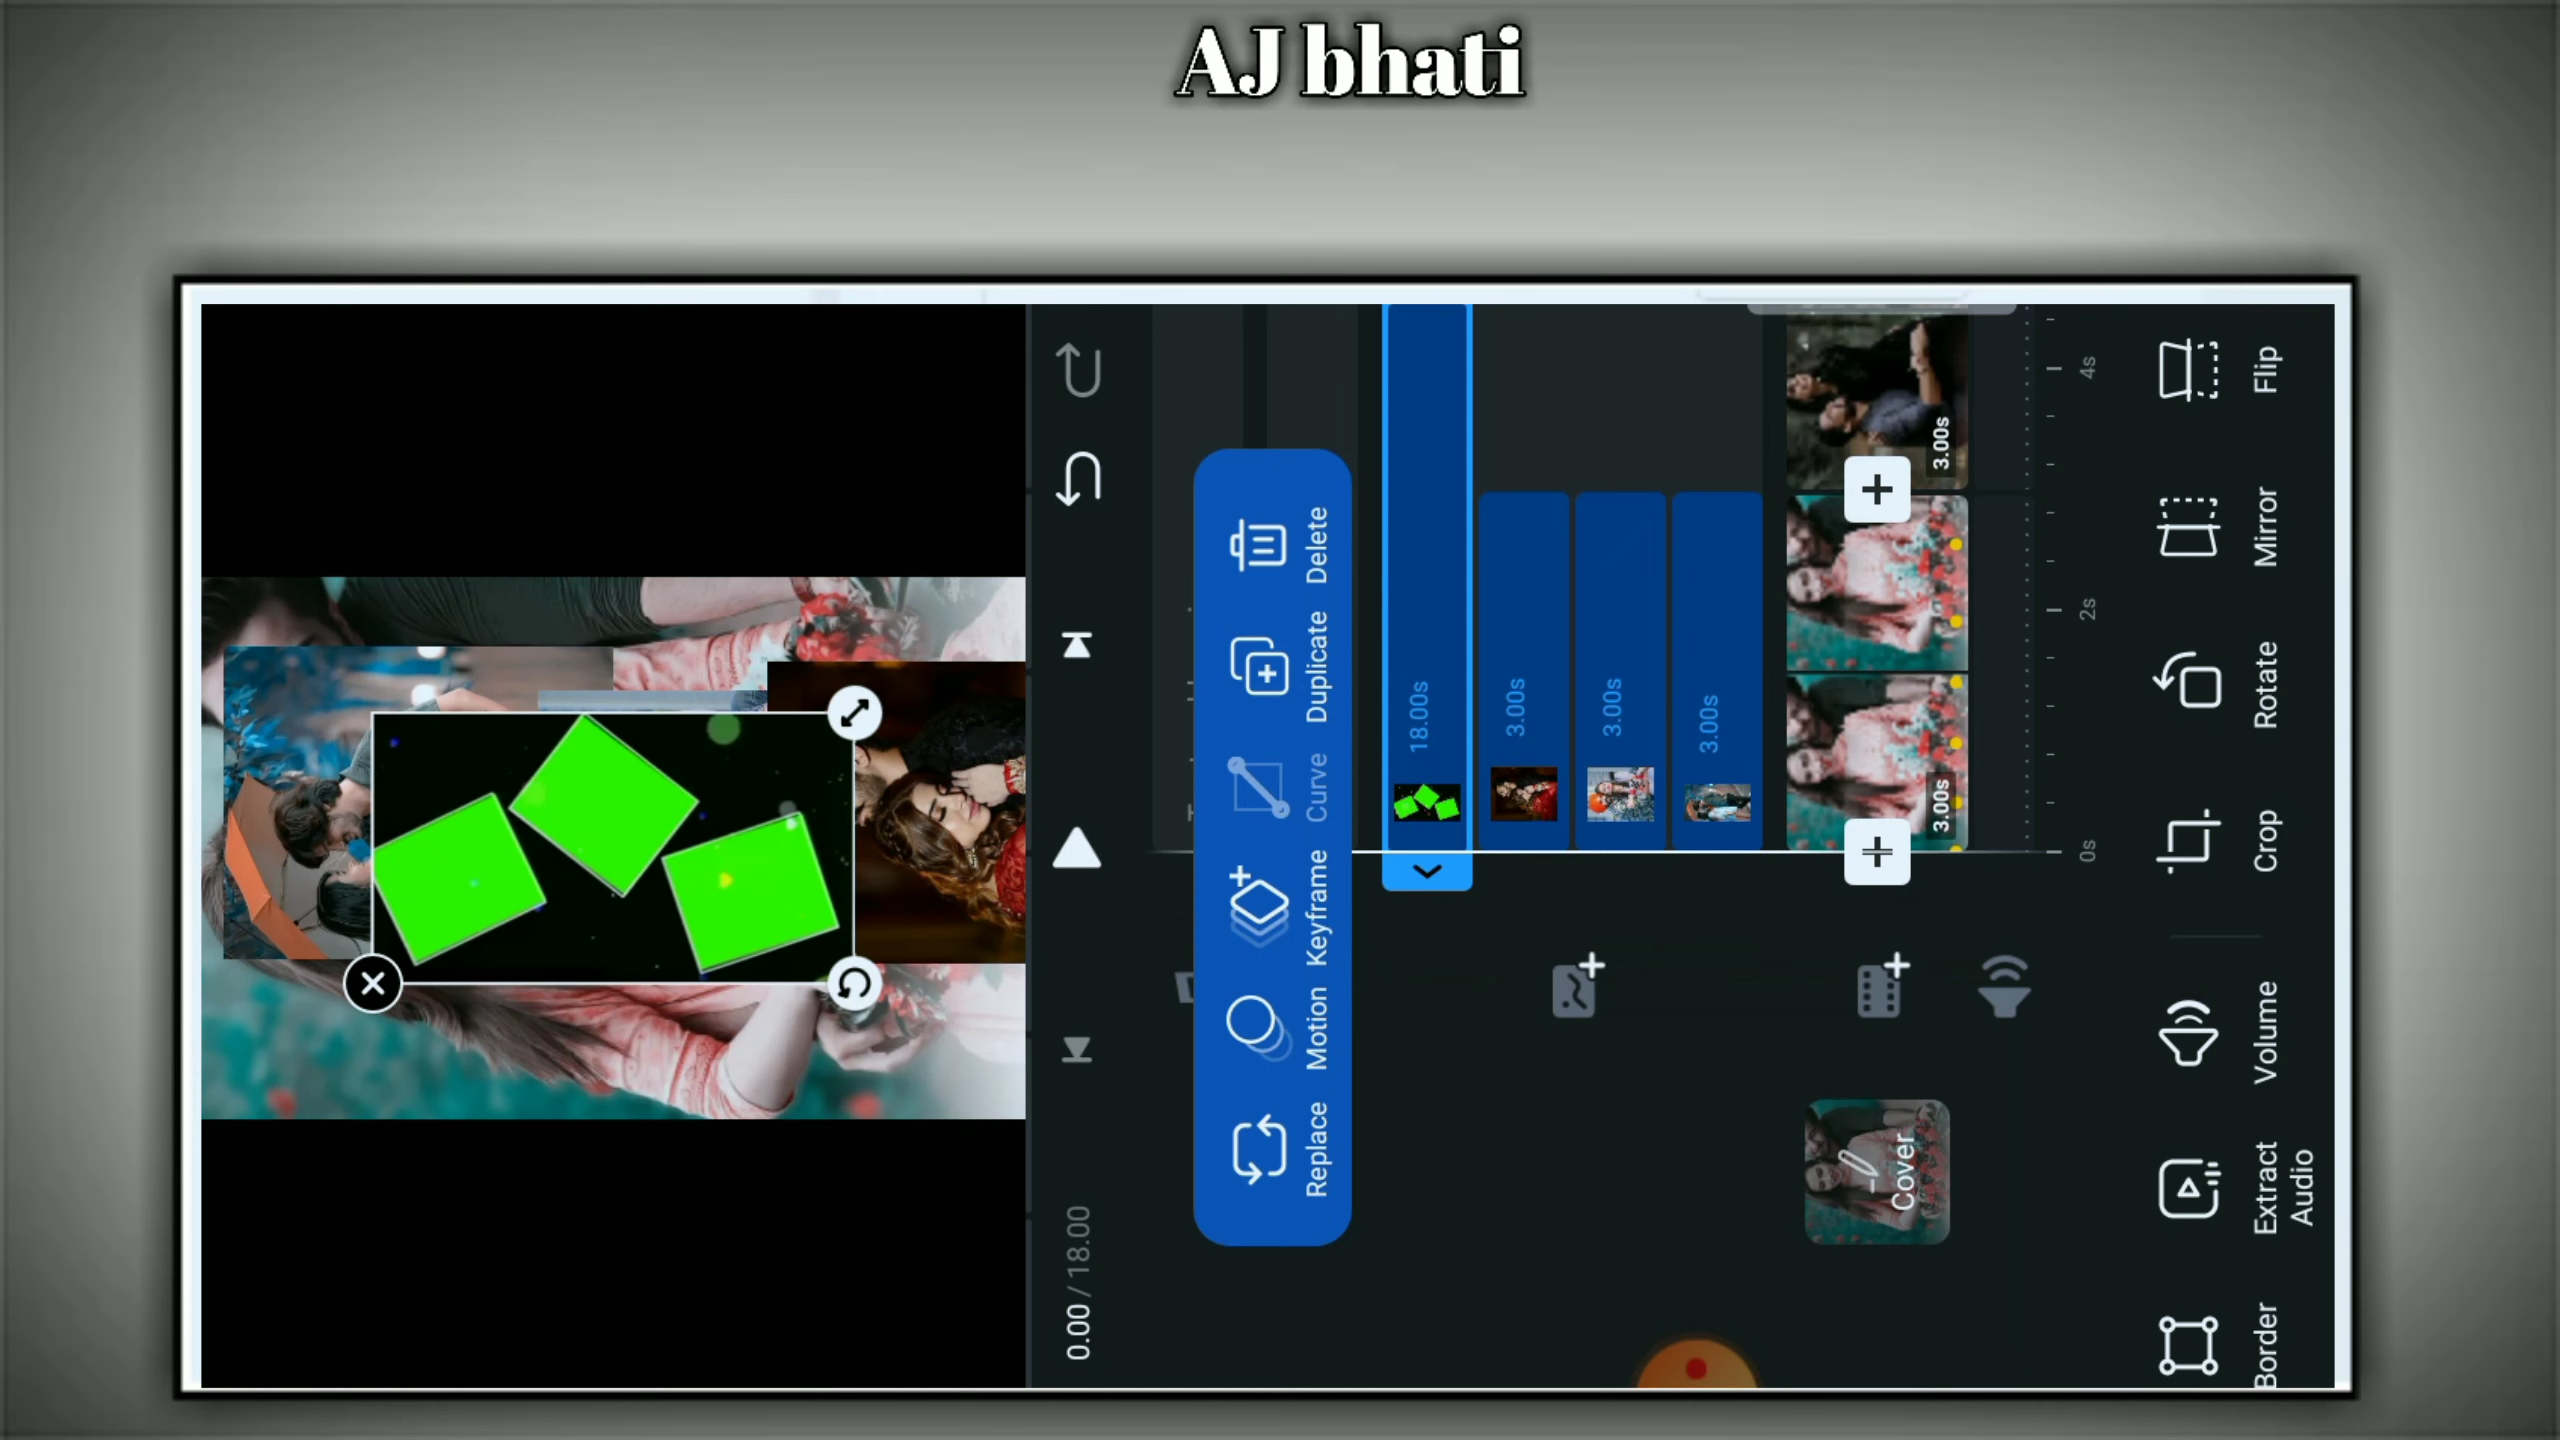 AJ bhati
0.00 / 18.00
Replace
Motion
Keyframe
Curve
Duplicate
Delete
18.00s
3.00s
3.00s
3.00s
3.00s
3.00s
Cover
0s
2s
4s
Border
Extract
Audio
Volume
Crop
Rotate
Mirror
Flip